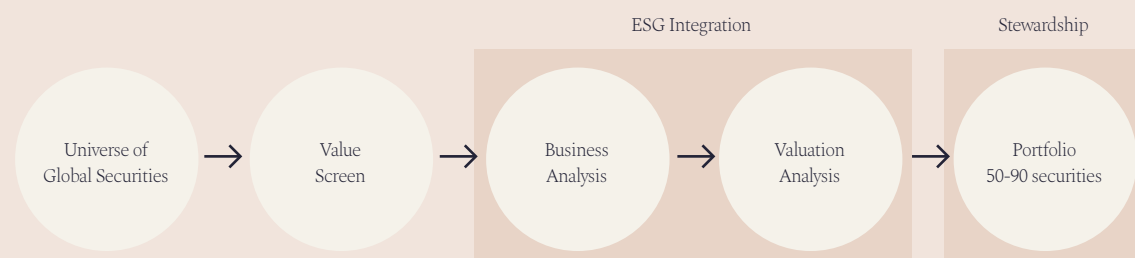 ESG Integration
Stewardship
Universe of
Global Securities
Value
Screen
Business
Analysis
Valuation
Analysis
Portfolio
50-90 securities